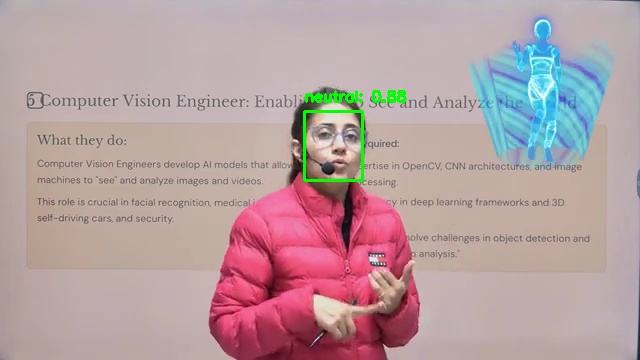 neutral: 0.88
6 Computer Vision Engineer: Enab See and Analyze the
What they do:
quired:
Computer Vision Engineers develop AI models that allow ertise in OpenCV, CNN architectures, and image
machines to "see" and analyze images and videos. cessing.
This role is crucial in facial recognition, medical cy in deep learning frameworks and 3D
self-driving cars, and security.
olve challenges in object detection and
analysis."